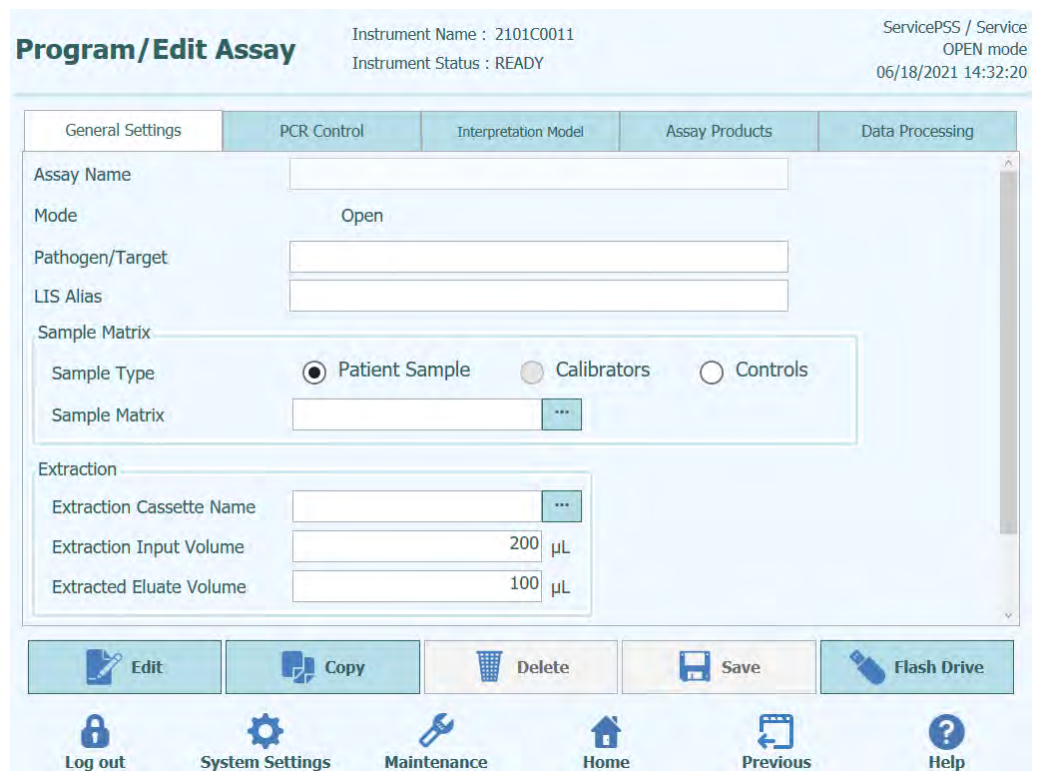 Program/Edit Assay
Instrument Name : 2101C0011
Instrument Status : READY
ServicePSS / Service
OPEN mode
06/18/2021 14:32:20
General Settings
PCR Control
Interpretation Model
Assay Products
Data Processing
Assay Name
Mode Open
Pathogen/Target
LIS Alias
Sample Matrix
Sample Type Patient Sample Calibrators Controls
Sample Matrix ...
Extraction
Extraction Cassette Name ...
Extraction Input Volume 200 µL
Extracted Eluate Volume 100 µL
Edit
Copy
Delete
Save
Flash Drive
Log out
System Settings
Maintenance
Home
Previous
Help